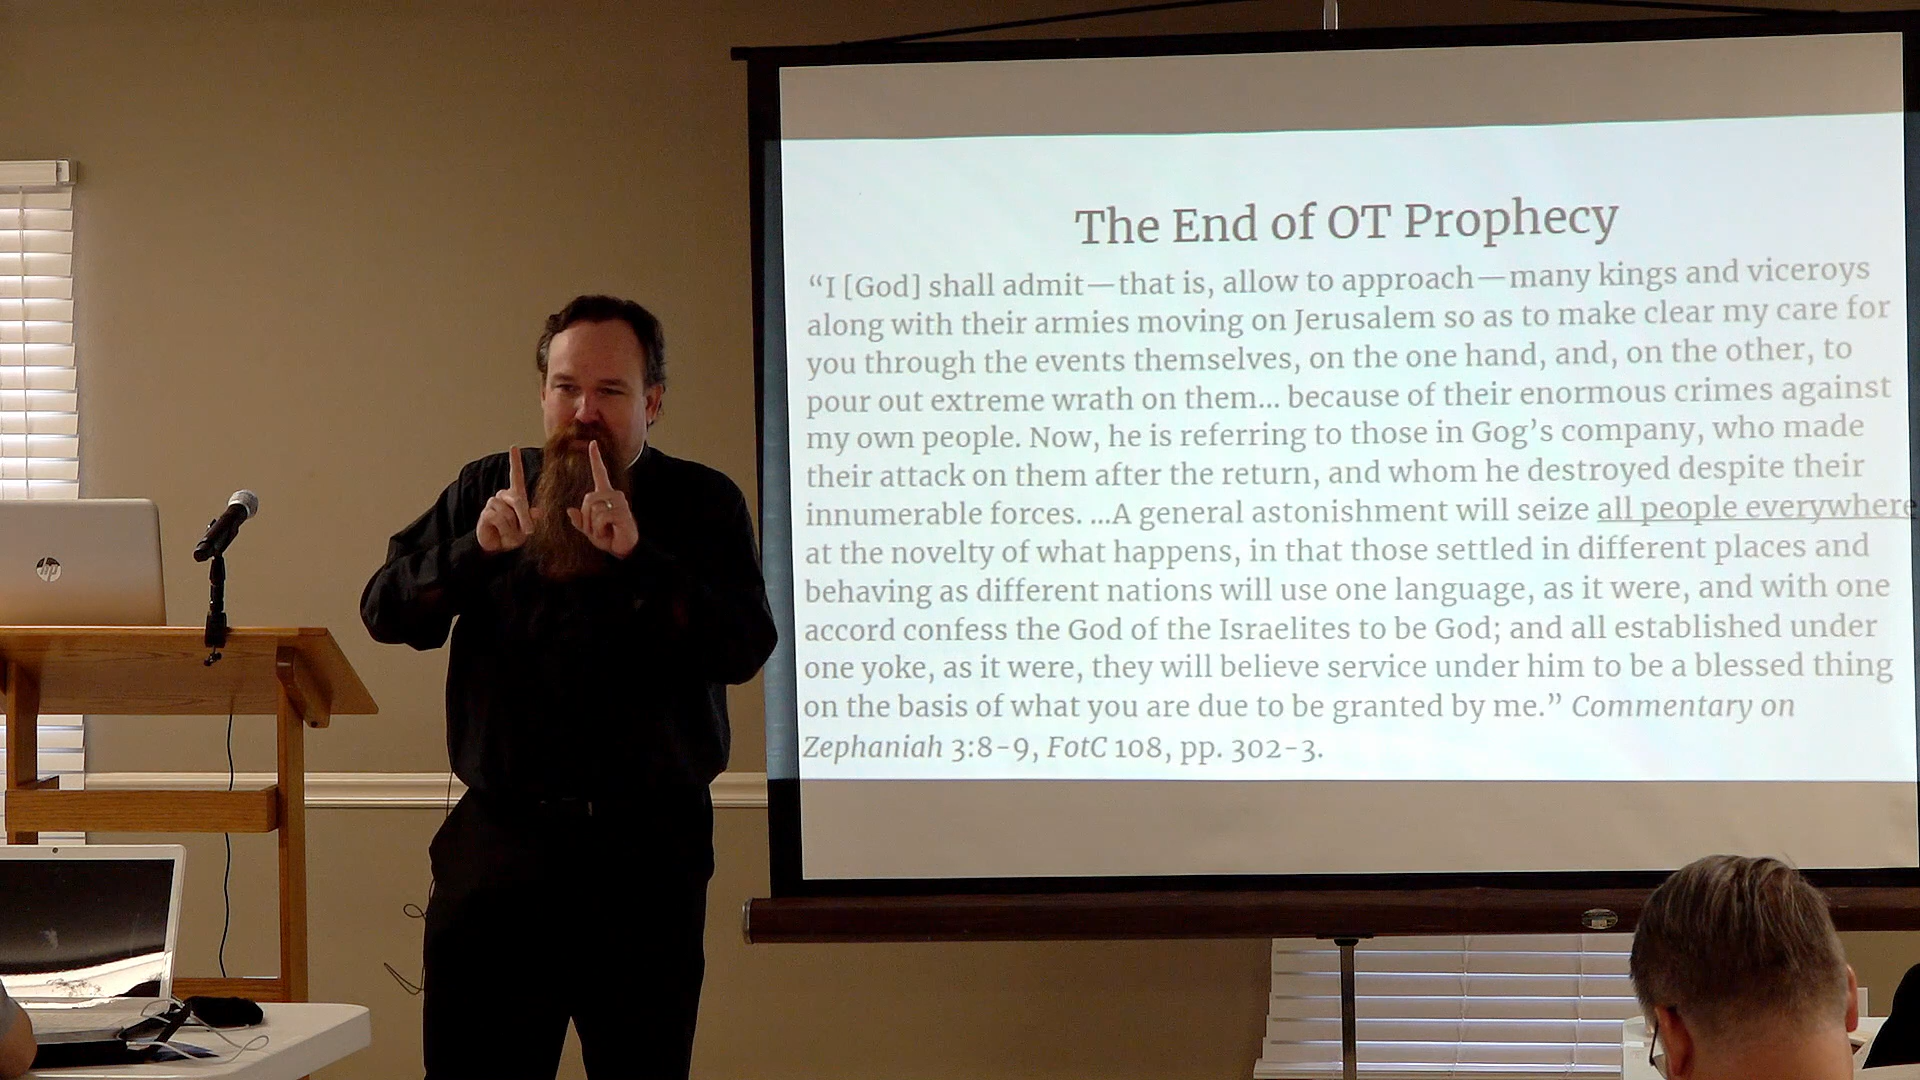 The End of OT Prophecy
“I [God] shall admit—that is, allow to approach—many kings and viceroys
along with their armies moving on Jerusalem so as to make clear my care for
you through the events themselves, on the one hand, and, on the other, to
pour out extreme wrath on them... because of their enormous crimes against
my own people. Now, he is referring to those in Gog’s company, who made
their attack on them after the return, and whom he destroyed despite their
innumerable forces. ...A general astonishment will seize all people everywhere
at the novelty of what happens, in that those settled in different places and
behaving as different nations will use one language, as it were, and with one
accord confess the God of the Israelites to be God; and all established under
one yoke, as it were, they will believe service under him to be a blessed thing
on the basis of what you are due to be granted by me.” Commentary on
Zephaniah 3:8-9, FotC 108, pp. 302-3.
hp